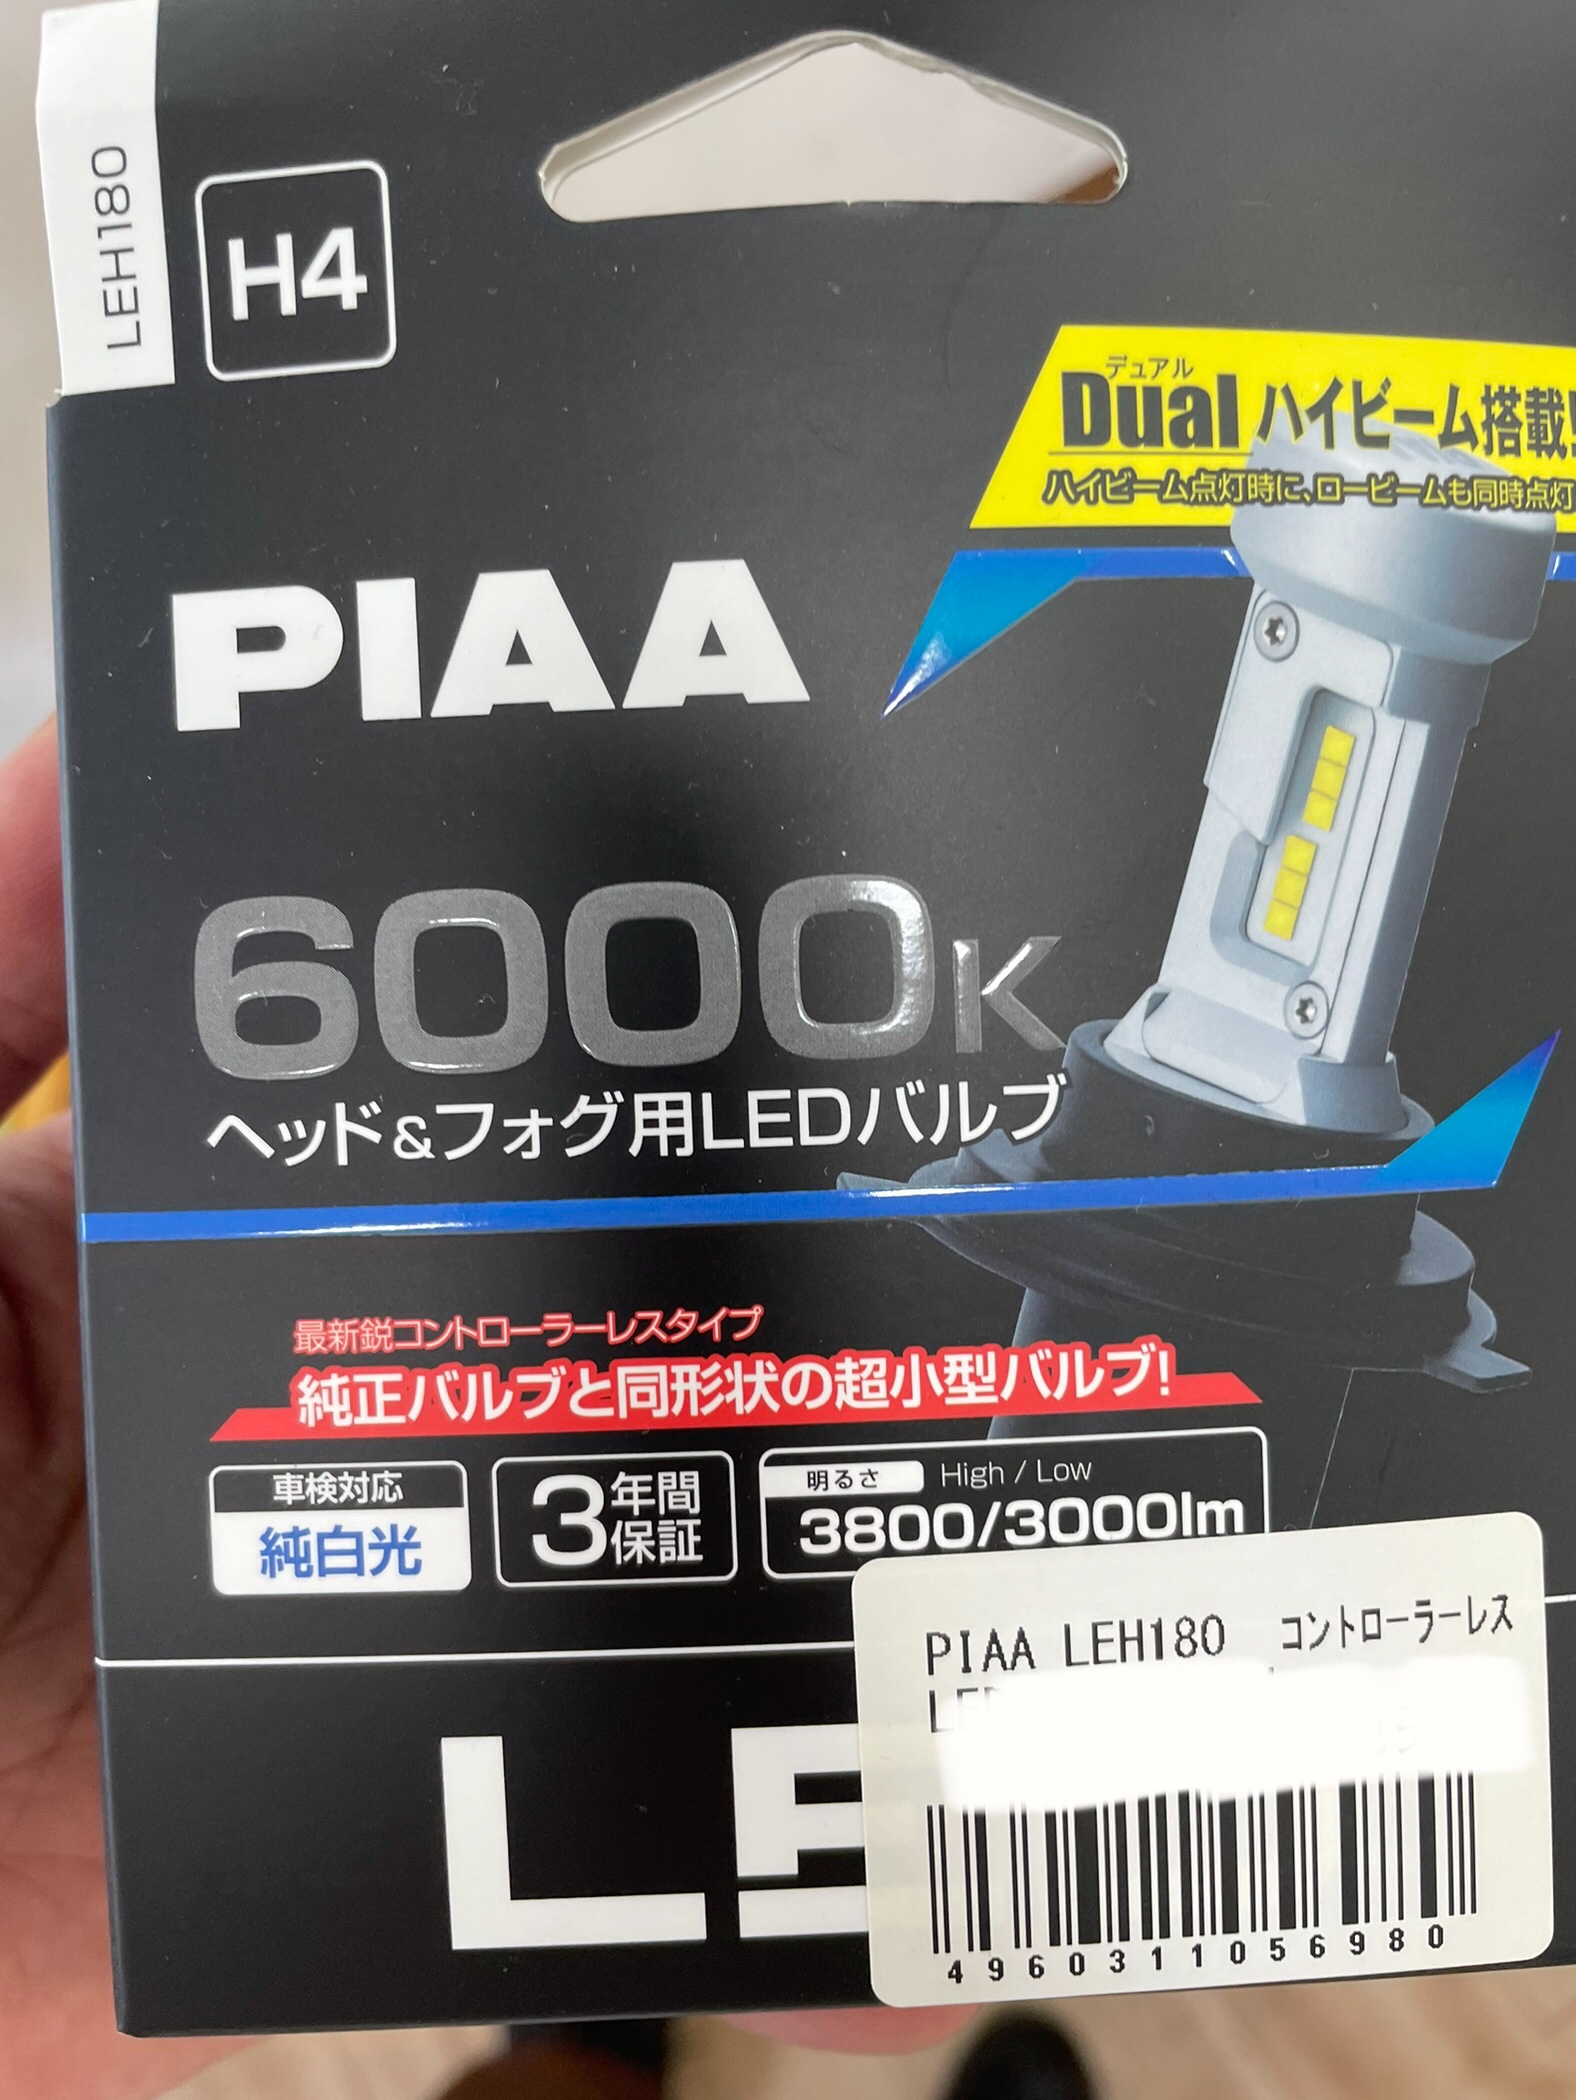 LEH180
H4
デュアル
Dual ハイビーム搭載!
ハイビーム点灯時に、ロービームも同時点灯
PIAA
6000K
ヘッド&フォグ用LEDバルブ
最新鋭コントローラーレスタイプ
純正バルブと同形状の超小型バルブ!
車検対応
純白光
3年間
保証
明るさ High / Low
3800/3000lm
PIAA LEH180 コントローラーレス
4960311056980